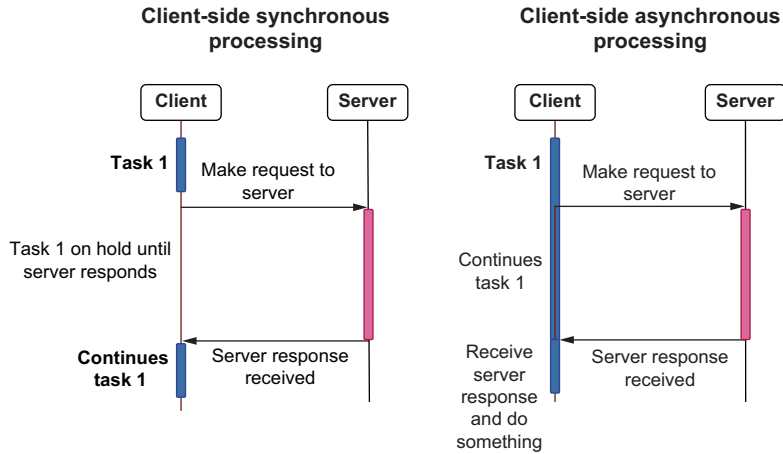 Client-side synchronous
processing
Client
Server
Task 1
Make request to
server
Task 1 on hold until
server responds
Continues
task 1
Server response
received
Client-side asynchronous
processing
Client
Server
Task 1
Make request to
server
Continues
task 1
Receive
server
response
and do
something
Server response
received